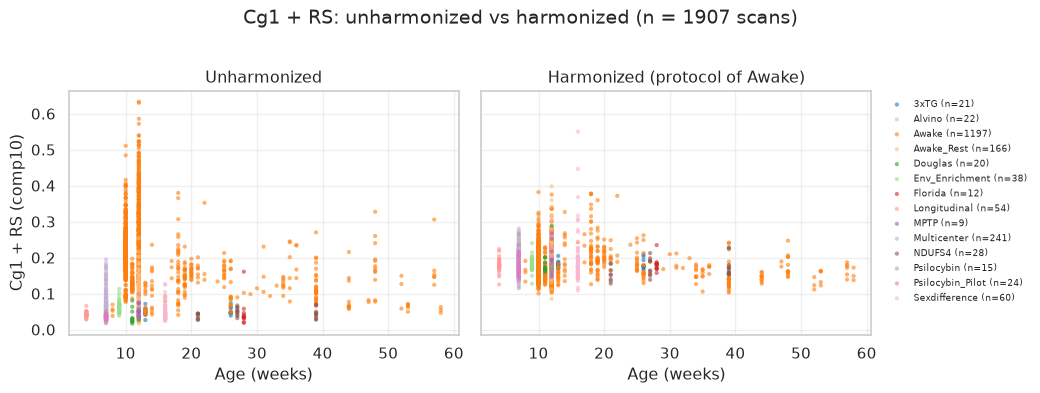 Cg1 + RS: unharmonized vs harmonized (n = 1907 scans)
Unharmonized
Harmonized (protocol of Awake)
Cg1 + RS (comp10)
0.6
0.5
0.4
0.3
0.2
0.1
0.0
10 20 30 40 50 60
Age (weeks)
10 20 30 40 50 60
Age (weeks)
3xTG (n=21)
Alvino (n=22)
Awake (n=1197)
Awake_Rest (n=166)
Douglas (n=20)
Env_Enrichment (n=38)
Florida (n=12)
Longitudinal (n=54)
MPTP (n=9)
Multicenter (n=241)
NDUFS4 (n=28)
Psilocybin (n=15)
Psilocybin_Pilot (n=24)
Sexdifference (n=60)